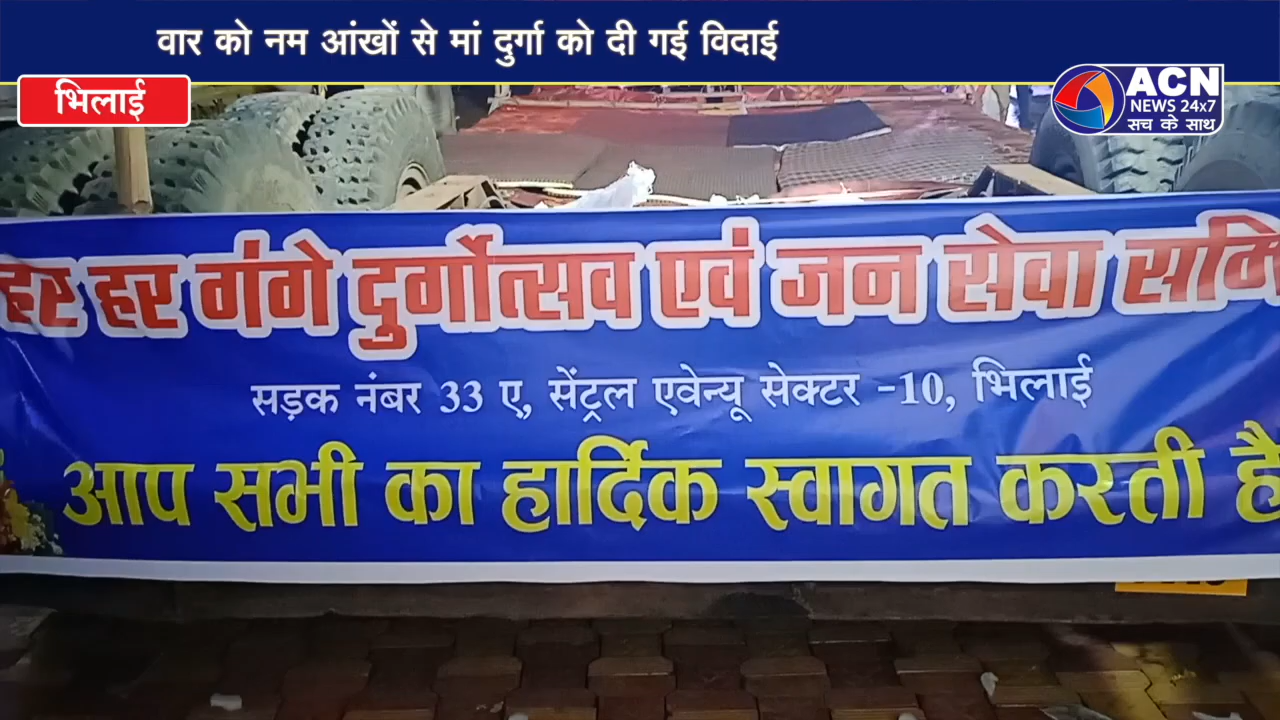 वार को नम आंखों से मां दुर्गा को दी गई विदाई
भिलाई
ACN
NEWS 24x7
सच के साथ
हर हर गंगे दुर्गोत्सव एवं जन सेवा समि
सड़क नंबर 33 ए, सेंट्रल एवेन्यू सेक्टर -10, भिलाई
आप सभी का हार्दिक स्वागत करती है